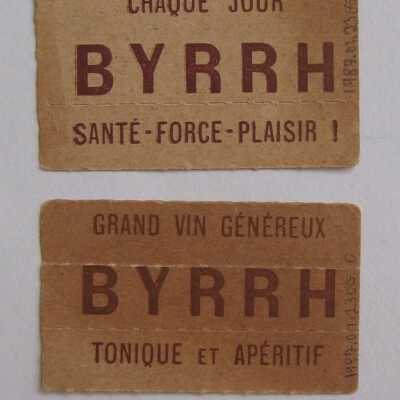 CHAQUE JOUR
BYRRH
SANTÉ-FORCE-PLAISIR !
GRAND VIN GÉNÉREUX
BYRRH
TONIQUE ET APÉRITIF